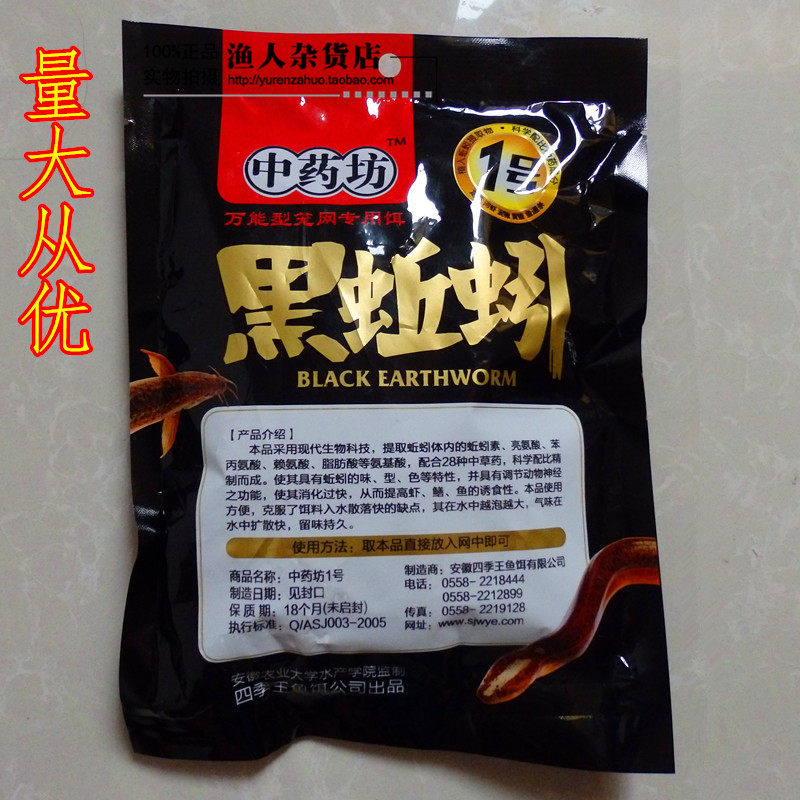 量大从优
100%正品
实物拍摄
渔人杂货店
http://yurenzahuo.taobao.com
中药坊
TM
1号
万能型笼网专用饵
黑蚯蚓
BLACK EARTHWORM
【产品介绍】
本品采用现代生物科技，提取蚯蚓体内的蚯蚓素、亮氨酸、苯
丙氨酸、赖氨酸、脂肪酸等氨基酸，配合28种中草药，科学配比精
制而成。使其具有蚯蚓的味、型、色等特性，并具有调节动物神经
之功能，使其消化过快，从而提高虾、鳝、鱼的诱食性。本品使用
方便，克服了饵料入水散落快的缺点，其在水中越泡越大，气味在
水中扩散快，留味持久。
使用方法：取本品直接放入网中即可
商品名称：中药坊1号
制造日期：见封口
保质期：18个月(未启封)
执行标准：Q/ASJ003-2005
制造商：安徽四季王鱼饵有限公司
电话：0558-2218444
0558-2212899
传真：0558-2219128
网址：www.sjwye.com
安徽农业大学水产学院监制
四季王鱼饵公司出品